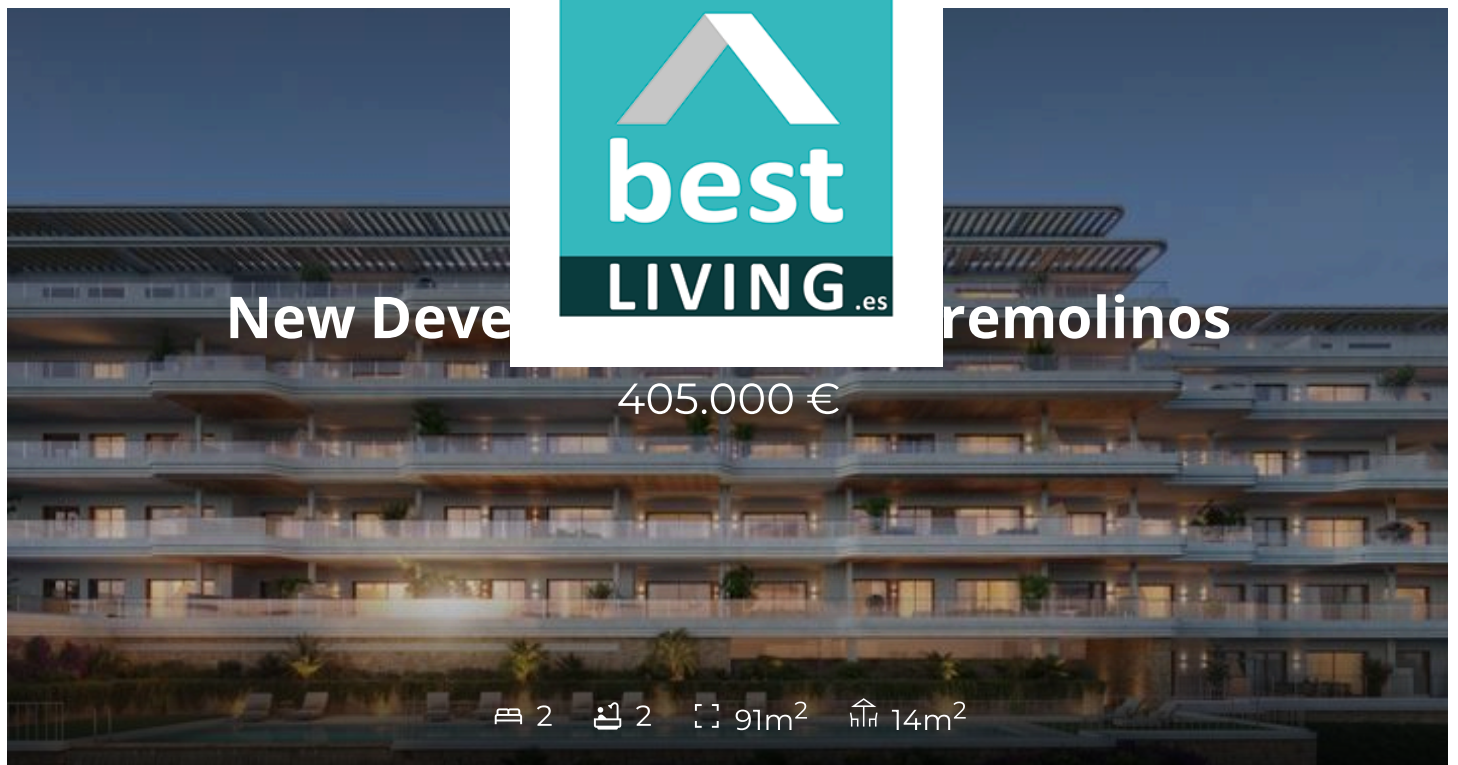 best
LIVING.es
New Deve remolinos
405.000 €
2 2 91m² 14m²